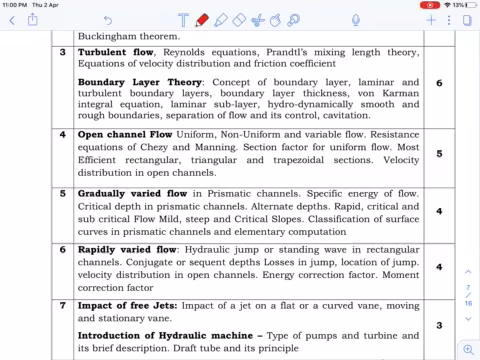 11:00 PM Thu 2 Apr
13%
Buckingham theorem.
3 Turbulent flow, Reynolds equations, Prandtl's mixing length theory,
Equations of velocity distribution and friction coefficient
Boundary Layer Theory: Concept of boundary layer, laminar and
turbulent boundary layers, boundary layer thickness, von Karman
integral equation, laminar sub-layer, hydro-dynamically smooth and
rough boundaries, separation of flow and its control, cavitation.
6
4 Open channel Flow Uniform, Non-Uniform and variable flow. Resistance
equations of Chezy and Manning. Section factor for uniform flow. Most
Efficient rectangular, triangular and trapezoidal sections. Velocity
distribution in open channels.
5
5 Gradually varied flow in Prismatic channels. Specific energy of flow.
Critical depth in prismatic channels. Alternate depths. Rapid, critical and
sub critical Flow Mild, steep and Critical Slopes. Classification of surface
curves in prismatic channels and elementary computation
4
6 Rapidly varied flow: Hydraulic jump or standing wave in rectangular
channels. Conjugate or sequent depths Losses in jump, location of jump.
velocity distribution in open channels. Energy correction factor. Moment
correction factor
4
7 Impact of free Jets: Impact of a jet on a flat or a curved vane, moving
and stationary vane.
Introduction of Hydraulic machine – Type of pumps and turbine and
its brief description. Draft tube and its principle
3
7
/
16